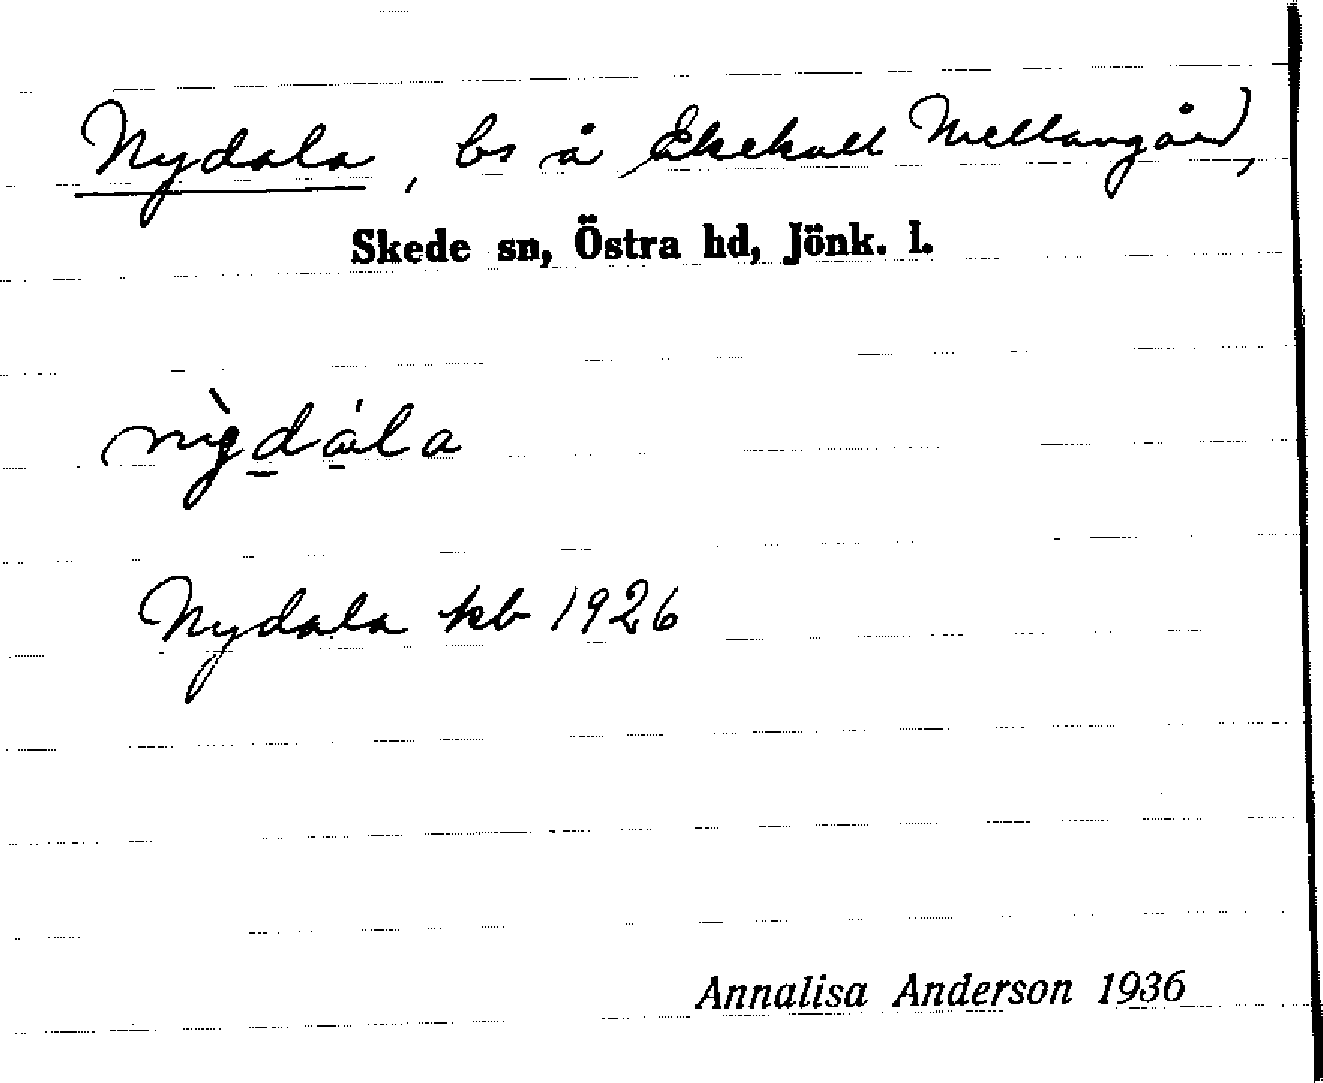 Nydala, bs å Ekekull Mellangård,
Skede sn, Östra hd, Jönk. l.
nỳdála
Nydala kb 1926
Annalisa Anderson 1936